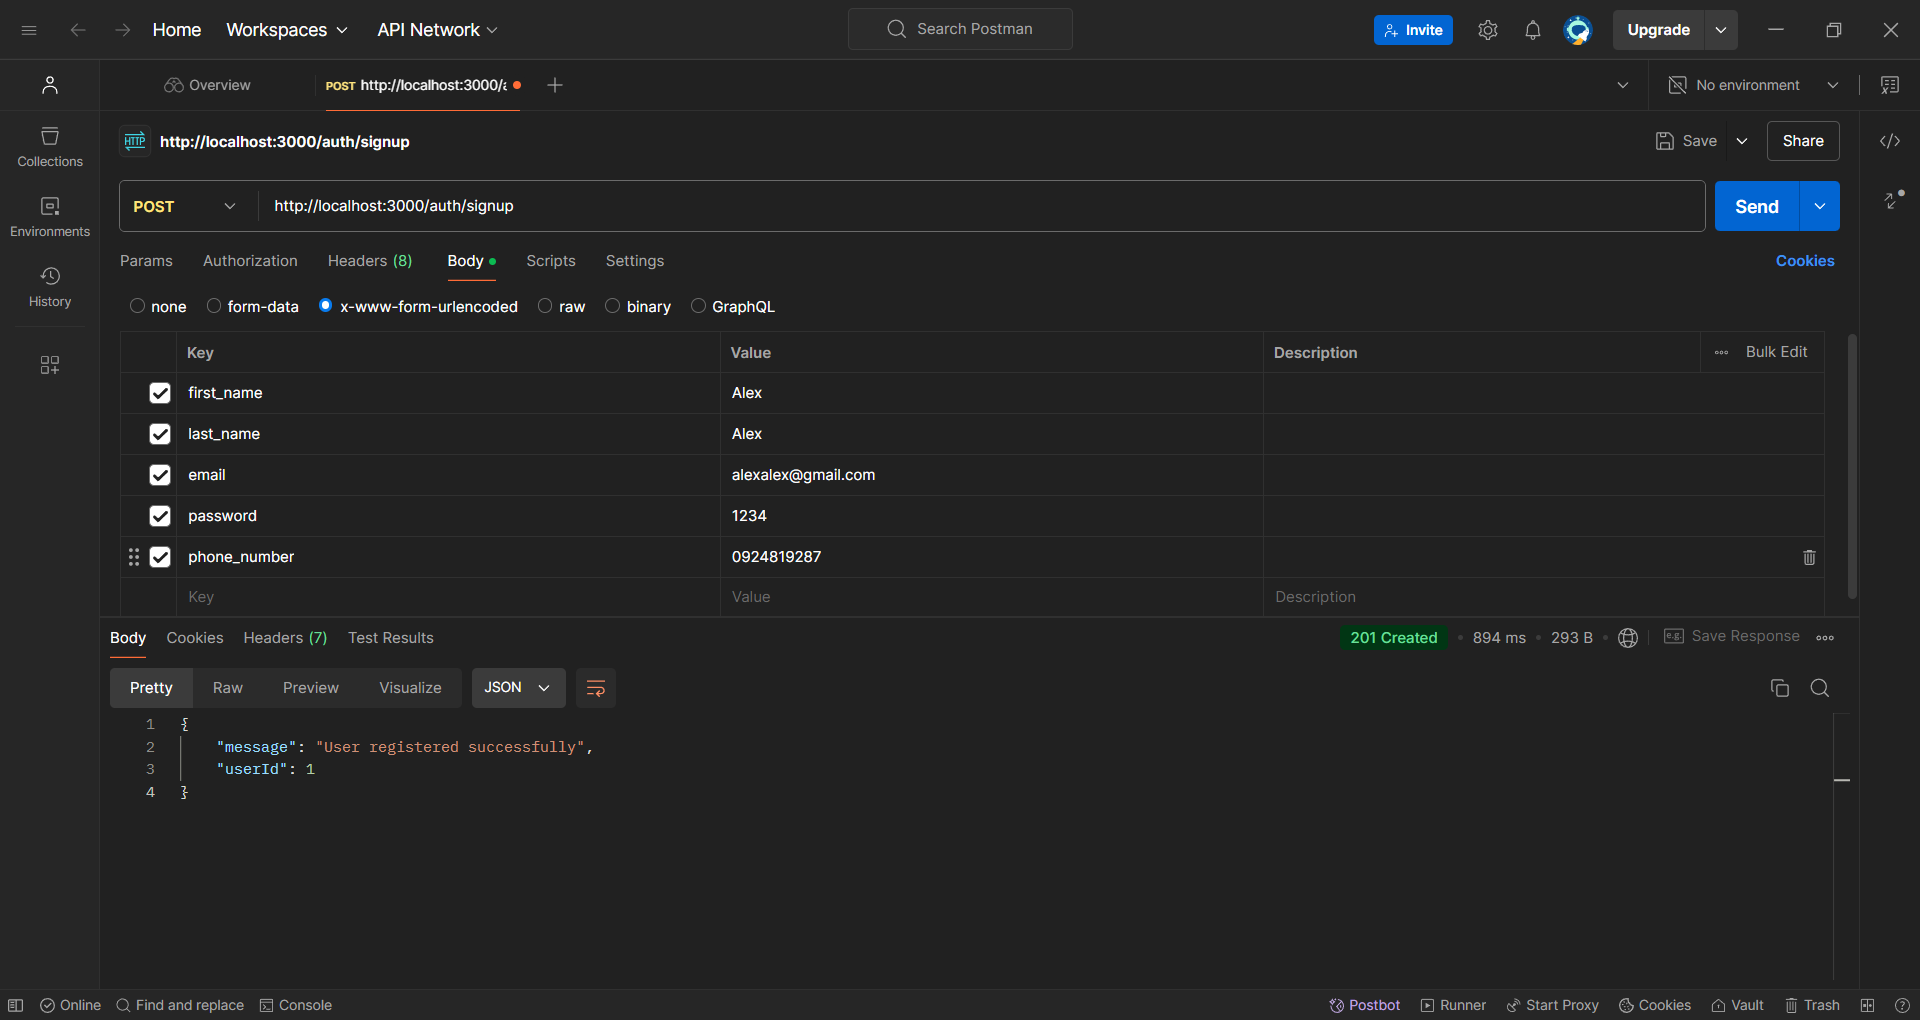 Home Workspaces API Network Search Postman Invite Upgrade
Overview POST http://localhost:3000/a No environment
HTTP http://localhost:3000/auth/signup Save Share
Collections
POST http://localhost:3000/auth/signup Send
Environments
Params Authorization Headers (8) Body Scripts Settings Cookies
History
none form-data x-www-form-urlencoded raw binary GraphQL
Key Value Description Bulk Edit
first_name Alex
last_name Alex
email alexalex@gmail.com
password 1234
phone_number 0924819287
Key Value Description
Body Cookies Headers (7) Test Results 201 Created 894 ms 293 B e.g. Save Response
Pretty Raw Preview Visualize JSON
1 {
2 "message": "User registered successfully",
3 "userId": 1
4 }
Online Find and replace Console Postbot Runner Start Proxy Cookies Vault Trash